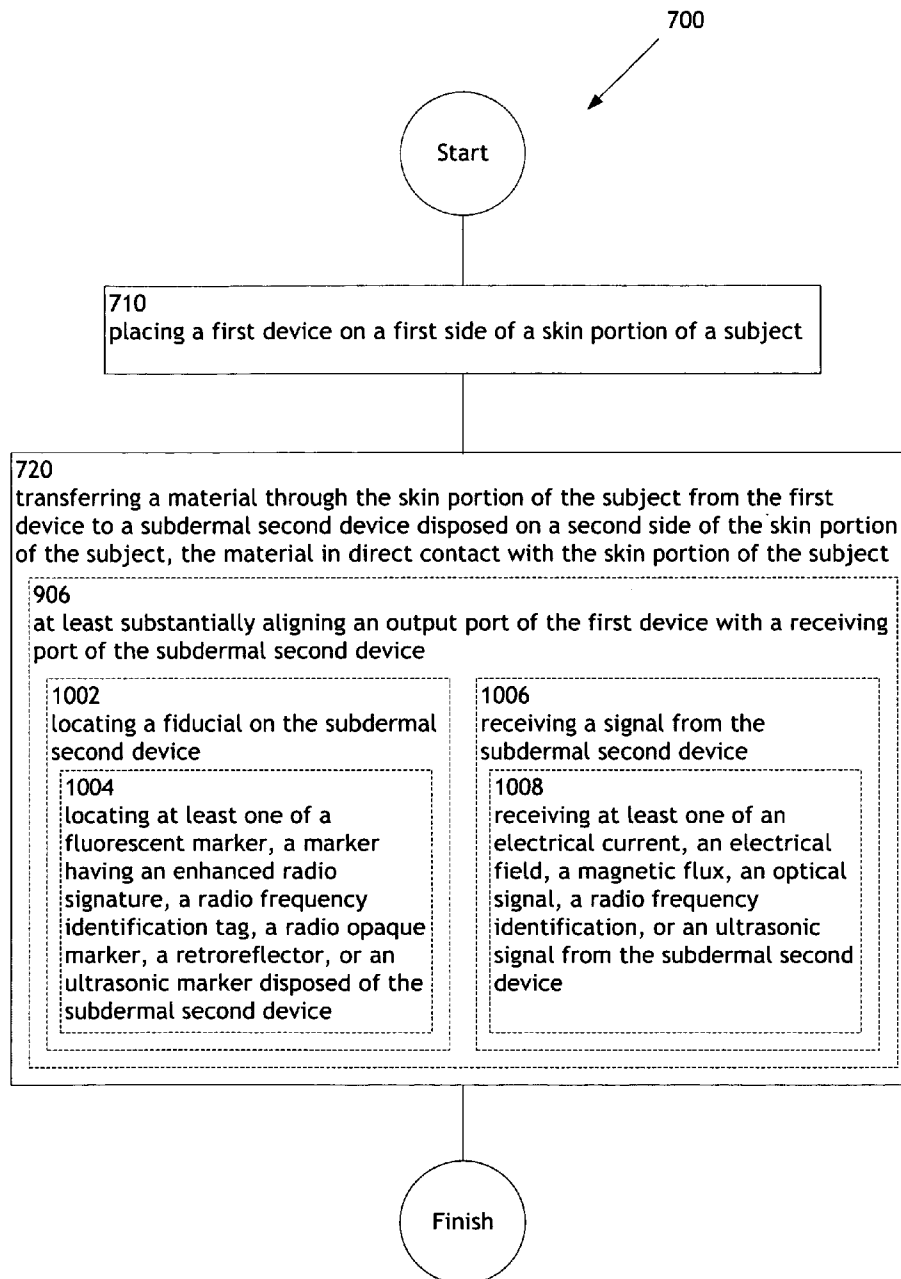 700
Start
710
placing a first device on a first side of a skin portion of a subject
720
transferring a material through the skin portion of the subject from the first
device to a subdermal second device disposed on a second side of the skin portion
of the subject, the material in direct contact with the skin portion of the subject
906
at least substantially aligning an output port of the first device with a receiving
port of the subdermal second device
1002
locating a fiducial on the subdermal
second device
1004
locating at least one of a
fluorescent marker, a marker
having an enhanced radio
signature, a radio frequency
identification tag, a radio opaque
marker, a retroreflector, or an
ultrasonic marker disposed of the
subdermal second device
1006
receiving a signal from the
subdermal second device
1008
receiving at least one of an
electrical current, an electrical
field, a magnetic flux, an optical
signal, a radio frequency
identification, or an ultrasonic
signal from the subdermal second
device
Finish